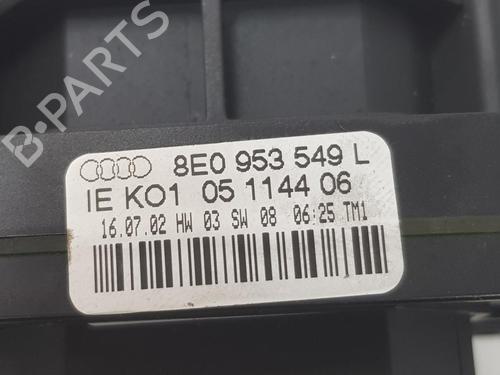 B-PARTS
8E0 953 549 L
IE KO1 05 1144 06
16.07.02 HW 03 SW 08 06:25 TM1